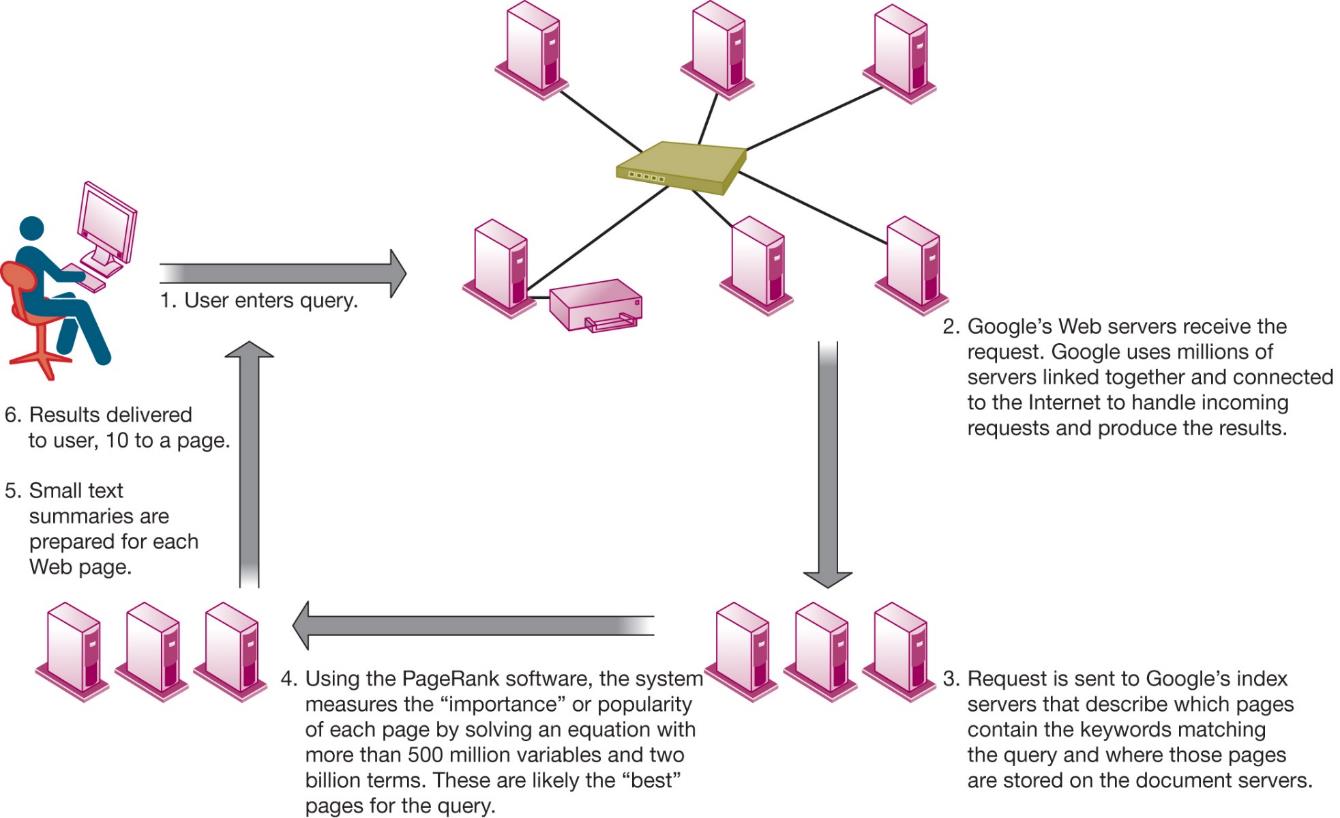 1. User enters query.
2. Google's Web servers receive the
request. Google uses millions of
servers linked together and connected
to the Internet to handle incoming
requests and produce the results.
3. Request is sent to Google's index
servers that describe which pages
contain the keywords matching
the query and where those pages
are stored on the document servers.
4. Using the PageRank software, the system
measures the “importance” or popularity
of each page by solving an equation with
more than 500 million variables and two
billion terms. These are likely the “best”
pages for the query.
5. Small text
summaries are
prepared for each
Web page.
6. Results delivered
to user, 10 to a page.